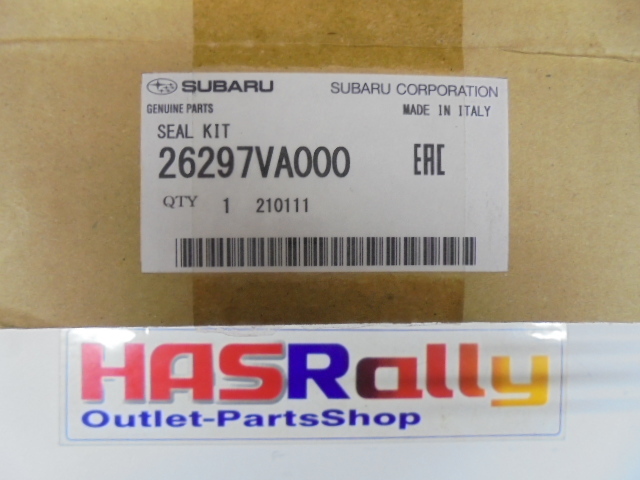 SUBARU SUBARU CORPORATION
GENUINE PARTS MADE IN ITALY
SEAL KIT
26297VA000 EAC
QTY 1 210111
HASRally
Outlet-PartsShop